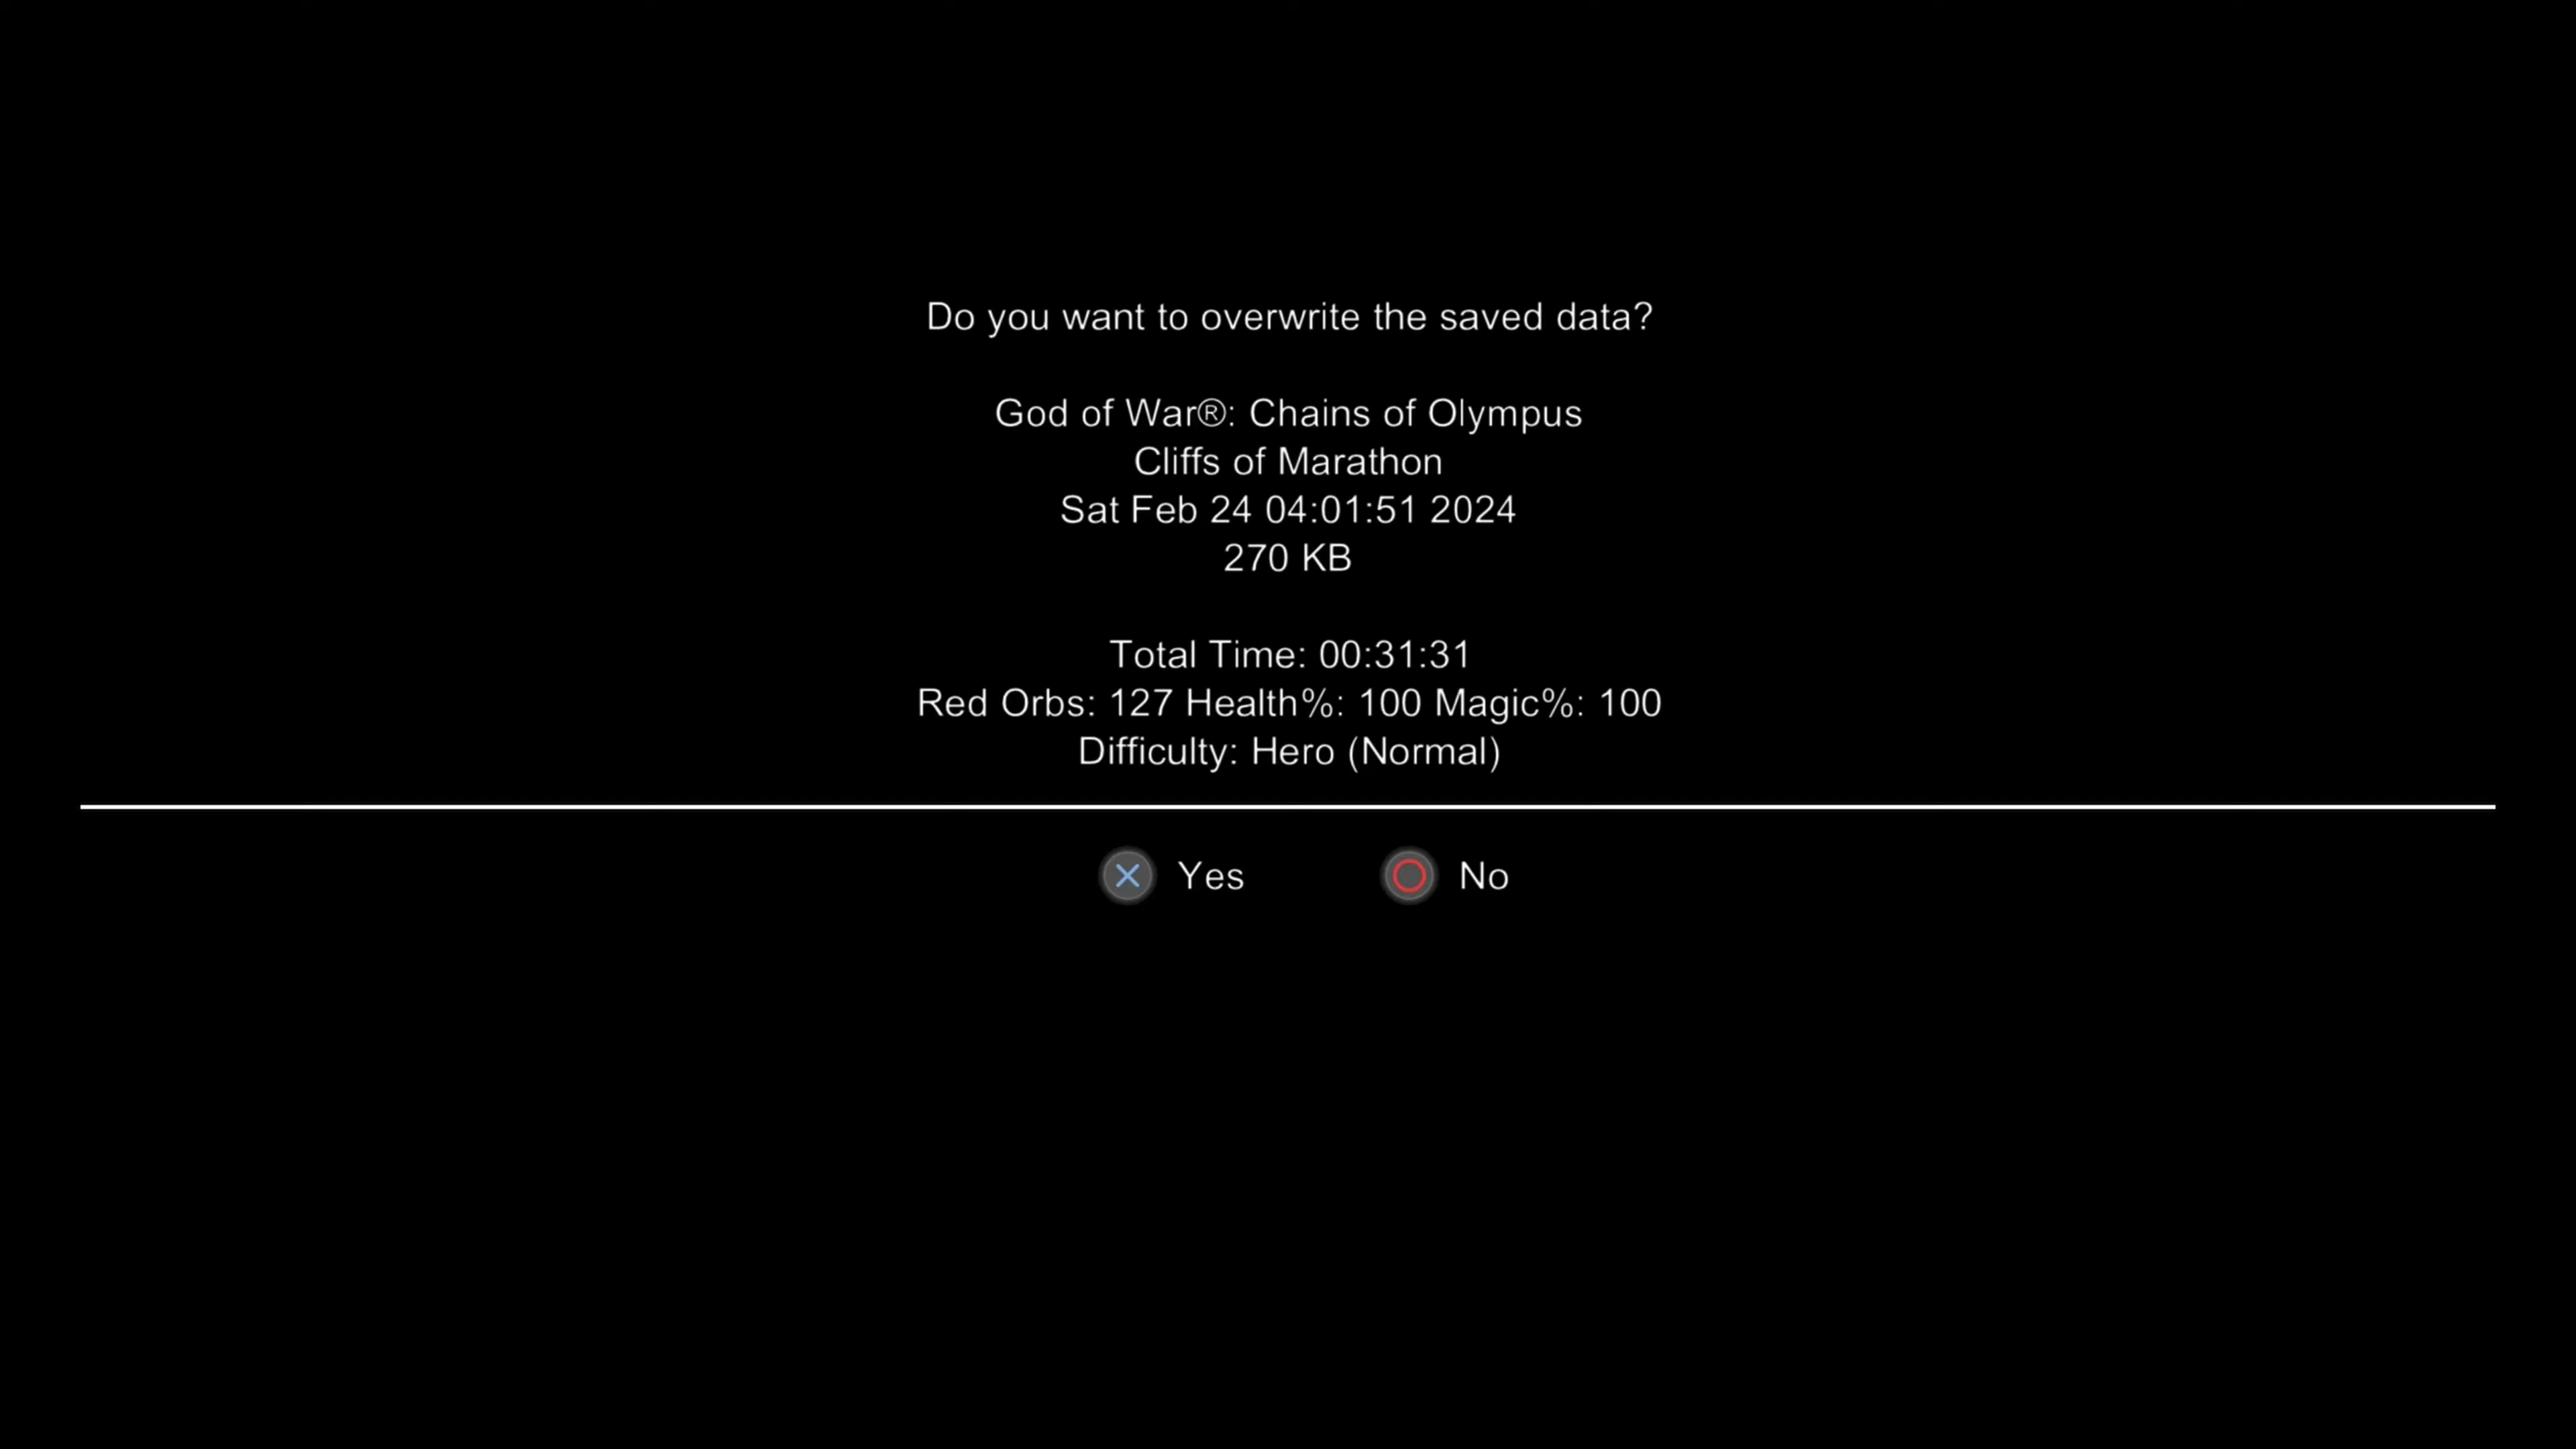 Do you want to overwrite the saved data?
God of War®: Chains of Olympus
Cliffs of Marathon
Sat Feb 24 04:01:51 2024
270 KB
Total Time: 00:31:31
Red Orbs: 127 Health%: 100 Magic%: 100
Difficulty: Hero (Normal)
Yes No